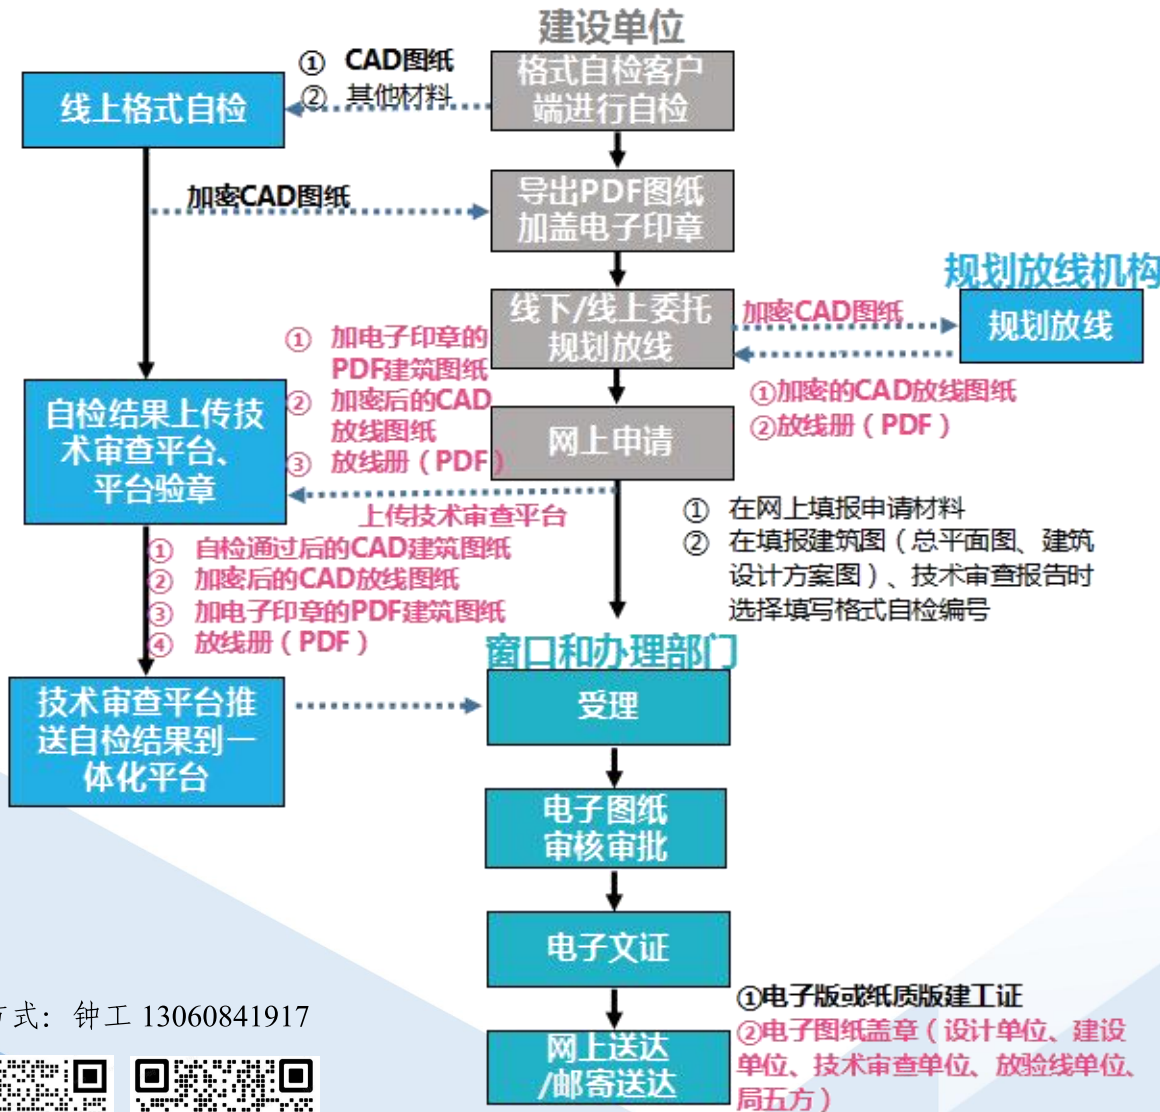 建设单位
① CAD图纸
② 其他材料
格式自检客户
端进行自检
线上格式自检
加密CAD图纸
导出PDF图纸
加盖电子印章
规划放线机构
线下/线上委托
规划放线
加密CAD图纸
规划放线
①加密的CAD放线图纸
②放线册（PDF）
① 加电子印章的
PDF建筑图纸
② 加密后的CAD
放线图纸
③ 放线册（PDF）
网上申请
自检结果上传技
术审查平台、
平台验章
上传技术审查平台
① 在网上填报申请材料
② 在填报建筑图（总平面图、建筑
设计方案图）、技术审查报告时
选择填写格式自检编号
① 自检通过后的CAD建筑图纸
② 加密后的CAD放线图纸
③ 加电子印章的PDF建筑图纸
④ 放线册（PDF）
窗口和办理部门
技术审查平台推
送自检结果到一
体化平台
受理
电子图纸
审核审批
电子文证
网上送达
/邮寄送达
①电子版或纸质版建工证
②电子图纸盖章（设计单位、建设
单位、技术审查单位、放验线单位、
局五方）
方式：钟工 13060841917